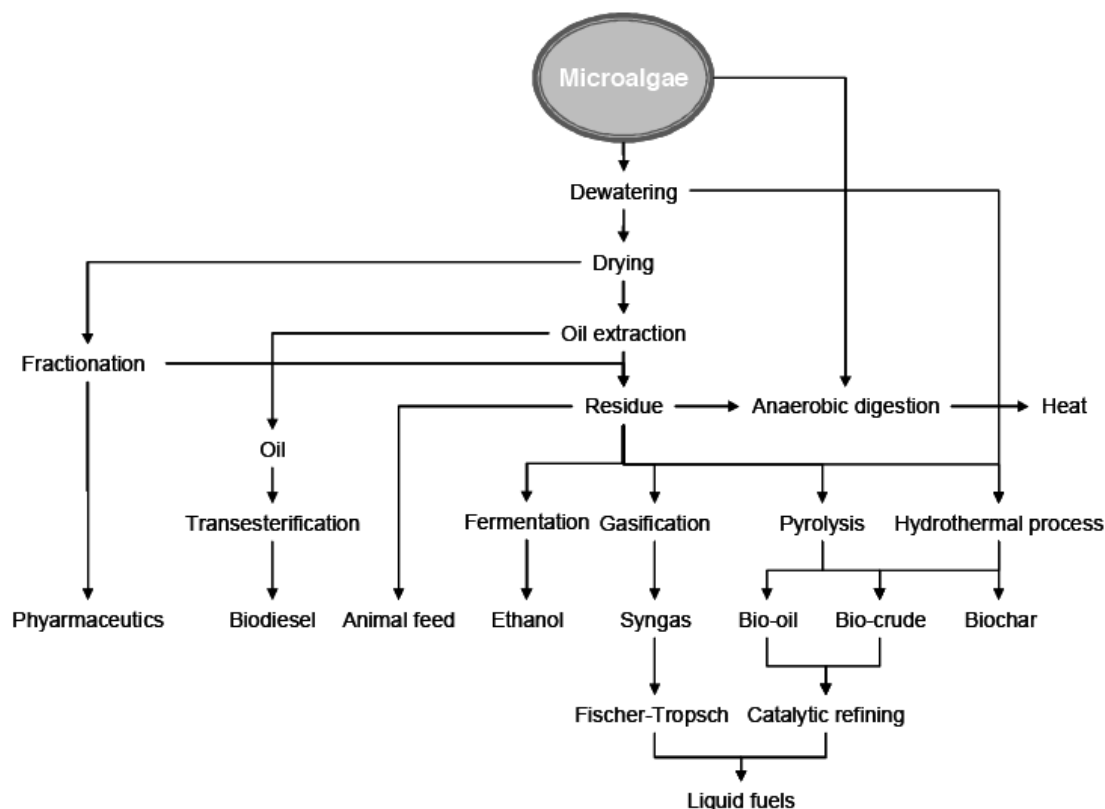 Microalgae
Dewatering
Drying
Oil extraction
Fractionation
Residue
Anaerobic digestion
Heat
Oil
Transesterification
Fermentation
Gasification
Pyrolysis
Hydrothermal process
Phyarmaceutics
Biodiesel
Animal feed
Ethanol
Syngas
Bio-oil
Bio-crude
Biochar
Fischer-Tropsch
Catalytic refining
Liquid fuels